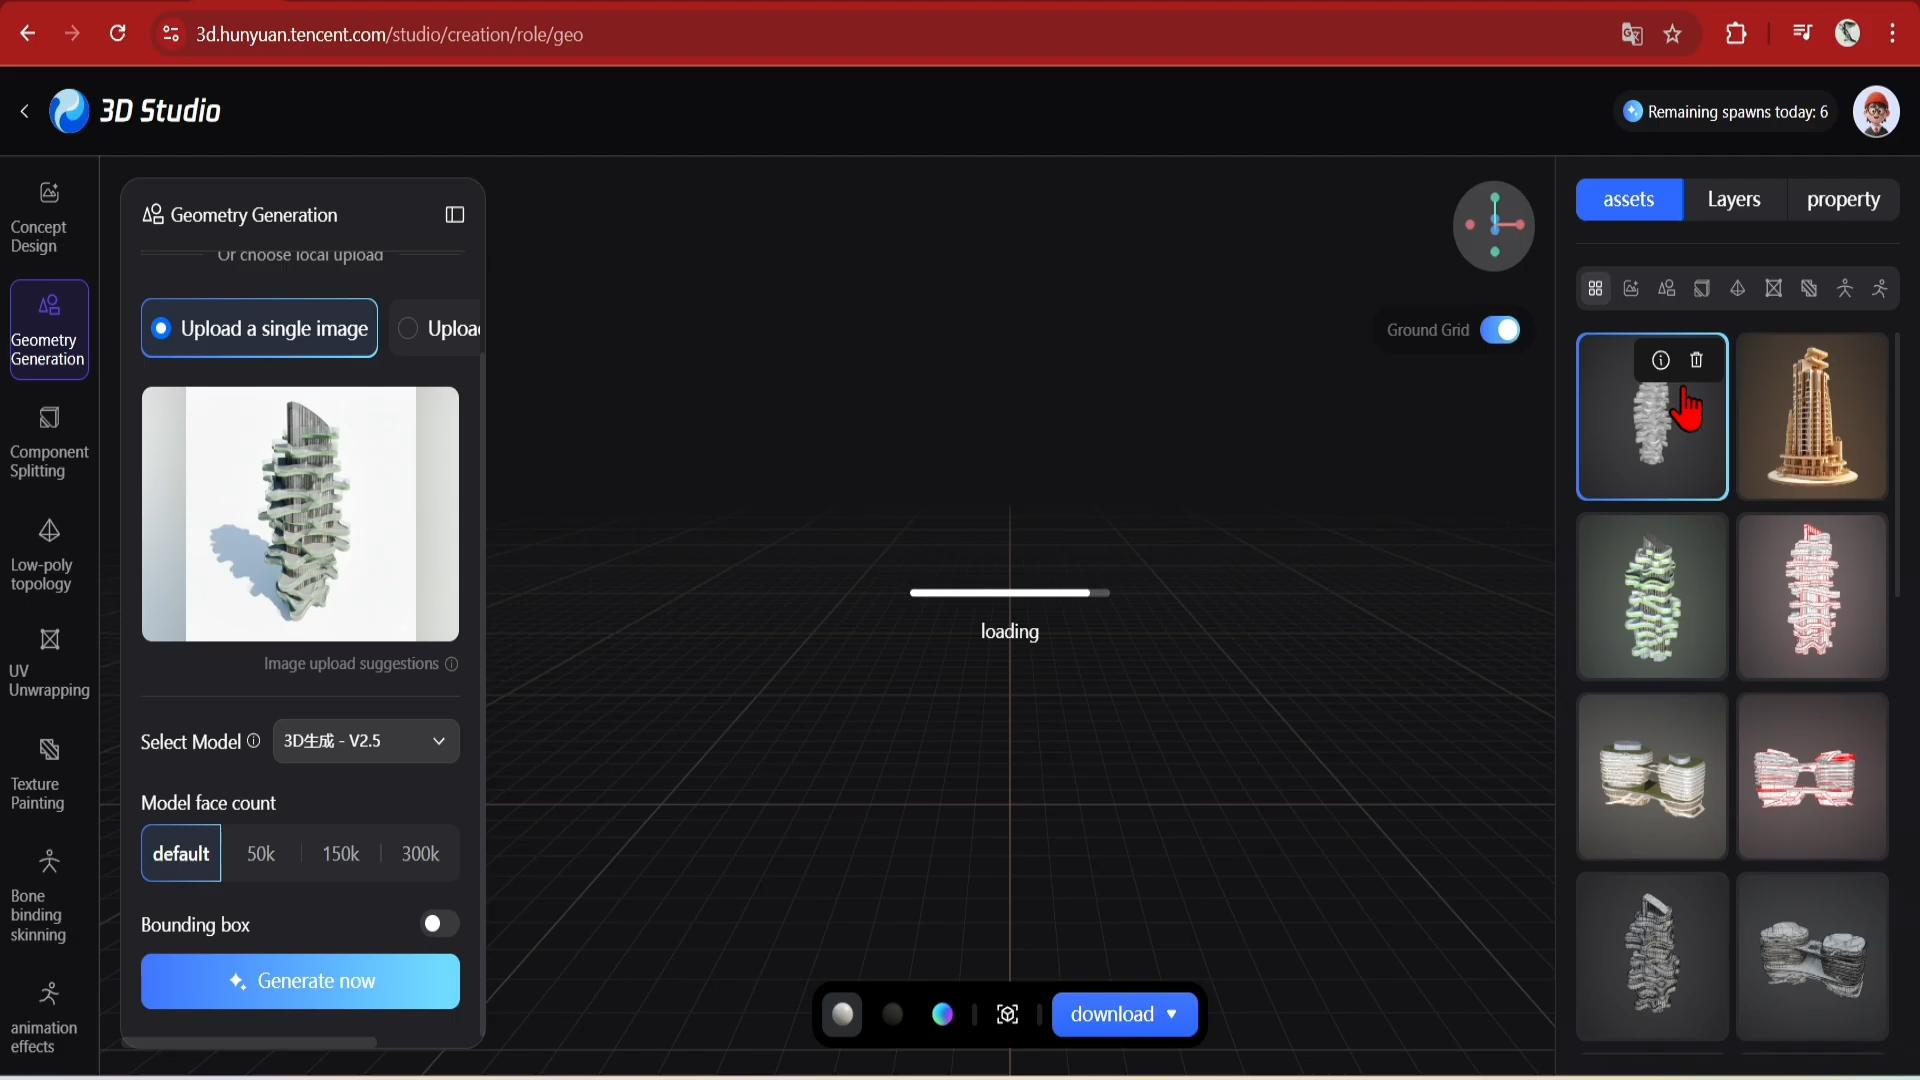 3d.hunyuan.tencent.com/studio/creation/role/geo
3D Studio
Remaining spawns today: 6
Concept
Design
Geometry
Generation
Component
Splitting
Low-poly
topology
UV
Unwrapping
Texture
Painting
Bone
binding
skinning
animation
effects
Geometry Generation
Or choose local upload
Upload a single image
Uploa
Image upload suggestions
Select Model
3D生成 - V2.5
Model face count
default
50k
150k
300k
Bounding box
Generate now
Ground Grid
loading
download
assets
Layers
property